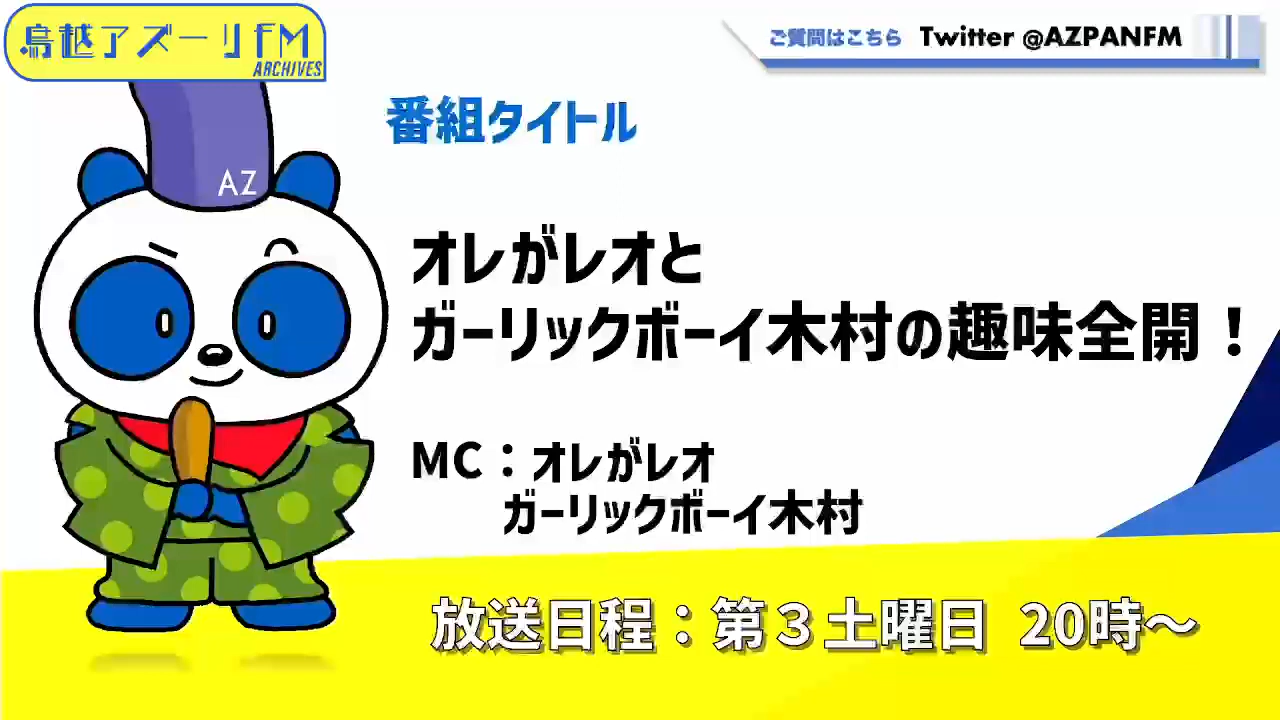 鳥越アズーリFM
ARCHIVES
ご質問はこちら Twitter @AZPANFM
番組タイトル
AZ
オレがレオと
ガーリックボーイ木村の趣味全開！
MC：オレがレオ
ガーリックボーイ木村
放送日程：第３土曜日 20時～